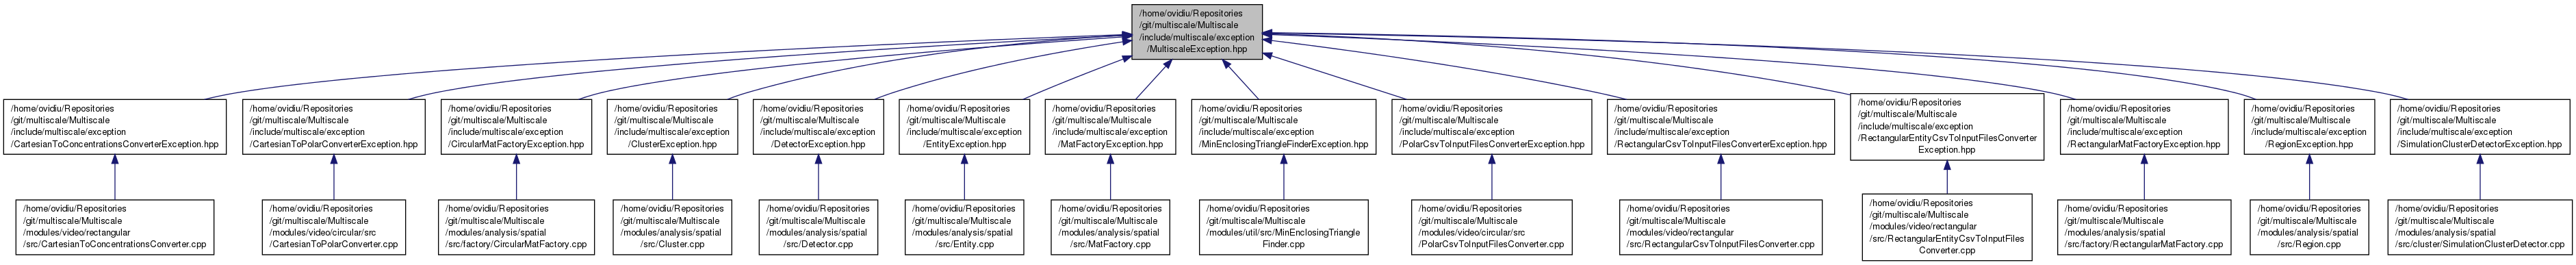 /home/ovidiu/Repositories
/git/multiscale/Multiscale
/include/multiscale/exception
/MultiscaleException.hpp
/home/ovidiu/Repositories
/git/multiscale/Multiscale
/include/multiscale/exception
/CartesianToConcentrationsConverterException.hpp
/home/ovidiu/Repositories
/git/multiscale/Multiscale
/include/multiscale/exception
/CartesianToPolarConverterException.hpp
/home/ovidiu/Repositories
/git/multiscale/Multiscale
/include/multiscale/exception
/CircularMatFactoryException.hpp
/home/ovidiu/Repositories
/git/multiscale/Multiscale
/include/multiscale/exception
/ClusterException.hpp
/home/ovidiu/Repositories
/git/multiscale/Multiscale
/include/multiscale/exception
/DetectorException.hpp
/home/ovidiu/Repositories
/git/multiscale/Multiscale
/include/multiscale/exception
/EntityException.hpp
/home/ovidiu/Repositories
/git/multiscale/Multiscale
/include/multiscale/exception
/MatFactoryException.hpp
/home/ovidiu/Repositories
/git/multiscale/Multiscale
/include/multiscale/exception
/MinEnclosingTriangleFinderException.hpp
/home/ovidiu/Repositories
/git/multiscale/Multiscale
/include/multiscale/exception
/PolarCsvToInputFilesConverterException.hpp
/home/ovidiu/Repositories
/git/multiscale/Multiscale
/include/multiscale/exception
/RectangularCsvToInputFilesConverterException.hpp
/home/ovidiu/Repositories
/git/multiscale/Multiscale
/include/multiscale/exception
/RectangularEntityCsvToInputFilesConverter
Exception.hpp
/home/ovidiu/Repositories
/git/multiscale/Multiscale
/include/multiscale/exception
/RectangularMatFactoryException.hpp
/home/ovidiu/Repositories
/git/multiscale/Multiscale
/include/multiscale/exception
/RegionException.hpp
/home/ovidiu/Repositories
/git/multiscale/Multiscale
/include/multiscale/exception
/SimulationClusterDetectorException.hpp
/home/ovidiu/Repositories
/git/multiscale/Multiscale
/modules/video/rectangular
/src/CartesianToConcentrationsConverter.cpp
/home/ovidiu/Repositories
/git/multiscale/Multiscale
/modules/video/circular/src
/CartesianToPolarConverter.cpp
/home/ovidiu/Repositories
/git/multiscale/Multiscale
/modules/analysis/spatial
/src/factory/CircularMatFactory.cpp
/home/ovidiu/Repositories
/git/multiscale/Multiscale
/modules/analysis/spatial
/src/Cluster.cpp
/home/ovidiu/Repositories
/git/multiscale/Multiscale
/modules/analysis/spatial
/src/Detector.cpp
/home/ovidiu/Repositories
/git/multiscale/Multiscale
/modules/analysis/spatial
/src/Entity.cpp
/home/ovidiu/Repositories
/git/multiscale/Multiscale
/modules/analysis/spatial
/src/MatFactory.cpp
/home/ovidiu/Repositories
/git/multiscale/Multiscale
/modules/util/src/MinEnclosingTriangle
Finder.cpp
/home/ovidiu/Repositories
/git/multiscale/Multiscale
/modules/video/circular/src
/PolarCsvToInputFilesConverter.cpp
/home/ovidiu/Repositories
/git/multiscale/Multiscale
/modules/video/rectangular
/src/RectangularCsvToInputFilesConverter.cpp
/home/ovidiu/Repositories
/git/multiscale/Multiscale
/modules/video/rectangular
/src/RectangularEntityCsvToInputFiles
Converter.cpp
/home/ovidiu/Repositories
/git/multiscale/Multiscale
/modules/analysis/spatial
/src/factory/RectangularMatFactory.cpp
/home/ovidiu/Repositories
/git/multiscale/Multiscale
/modules/analysis/spatial
/src/Region.cpp
/home/ovidiu/Repositories
/git/multiscale/Multiscale
/modules/analysis/spatial
/src/cluster/SimulationClusterDetector.cpp